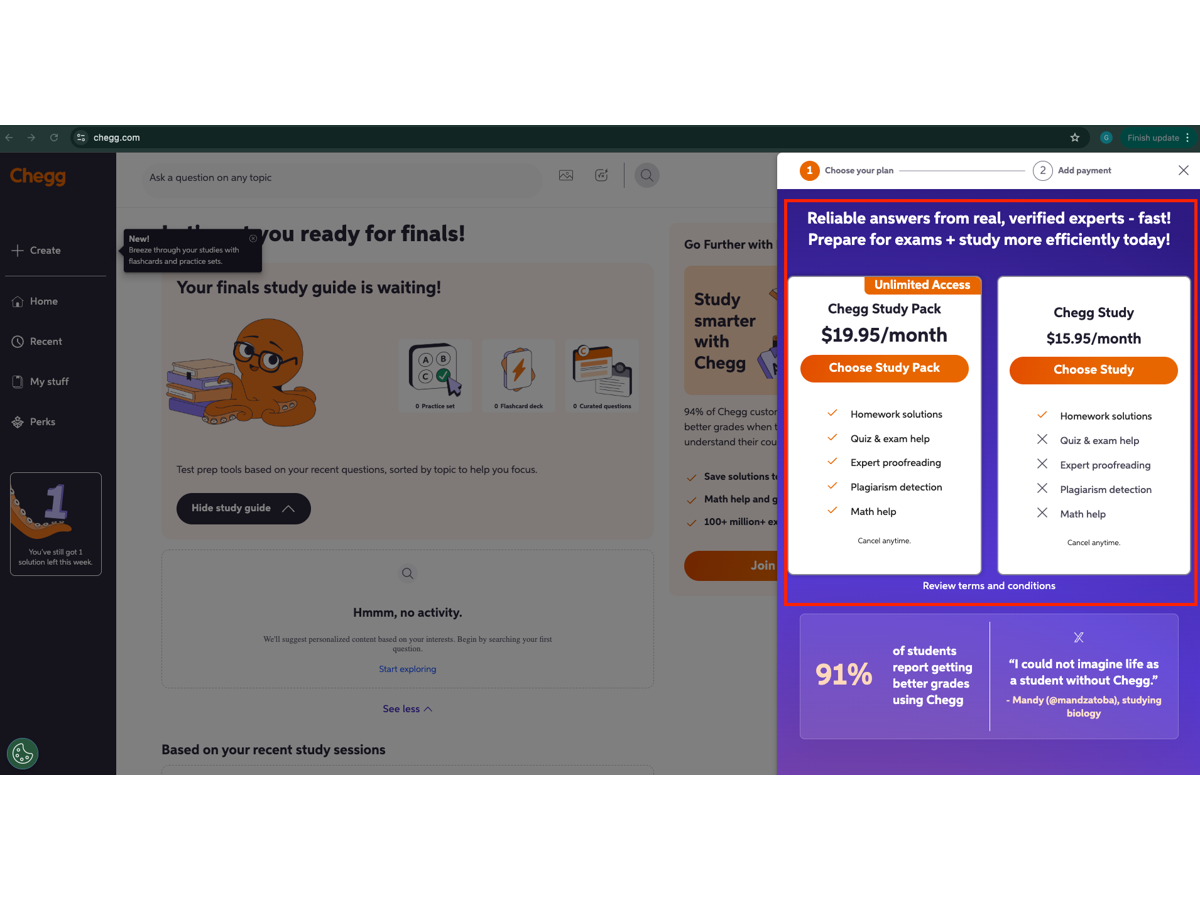 chegg.com
Finish update
Chegg
Ask a question on any topic
1 Choose your plan
2 Add payment
Create
New!
Breeze through your studies with
flashcards and practice sets.
you ready for finals!
Home
Recent
My stuff
Perks
1
You've still got 1
solution left this week.
Your finals study guide is waiting!
A B
C
0 Practice set
0 Flashcard deck
C
0 Curated questions
Test prep tools based on your recent questions, sorted by topic to help you focus.
Hide study guide
Hmmm, no activity.
We'll suggest personalized content based on your interests. Begin by searching your first
question.
Start exploring
See less
Based on your recent study sessions
Go Further with
Study
smarter
with
Chegg
94% of Chegg custo
better grades when
understand their cou
Save solutions
Math help and g
100+ million+ ex
Join
Reliable answers from real, verified experts - fast!
Prepare for exams + study more efficiently today!
Unlimited Access
Chegg Study Pack
$19.95/month
Choose Study Pack
Homework solutions
Quiz & exam help
Expert proofreading
Plagiarism detection
Math help
Cancel anytime.
Chegg Study
$15.95/month
Choose Study
Homework solutions
Quiz & exam help
Expert proofreading
Plagiarism detection
Math help
Cancel anytime.
Review terms and conditions
91%
of students
report getting
better grades
using Chegg
“I could not imagine life as
a student without Chegg.”
- Mandy (@mandzatoba), studying
biology